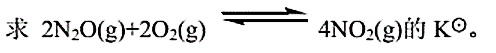 求 2N₂O(g)+2O₂(g) ⇌ 4NO₂(g)的 K⊙。